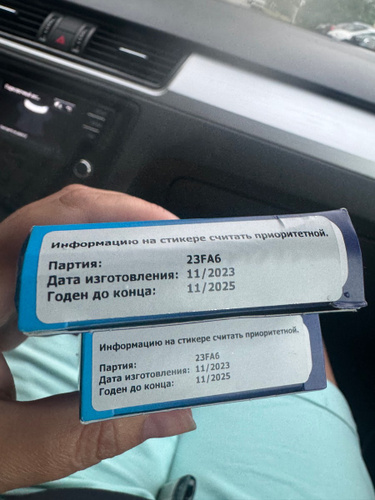 Информацию на стикере считать приоритетной.
Партия: 23FA6
Дата изготовления: 11/2023
Годен до конца: 11/2025
Информацию на стикере считать приоритетной.
Партия: 23FA6
Дата изготовления: 11/2023
Годен до конца: 11/2025